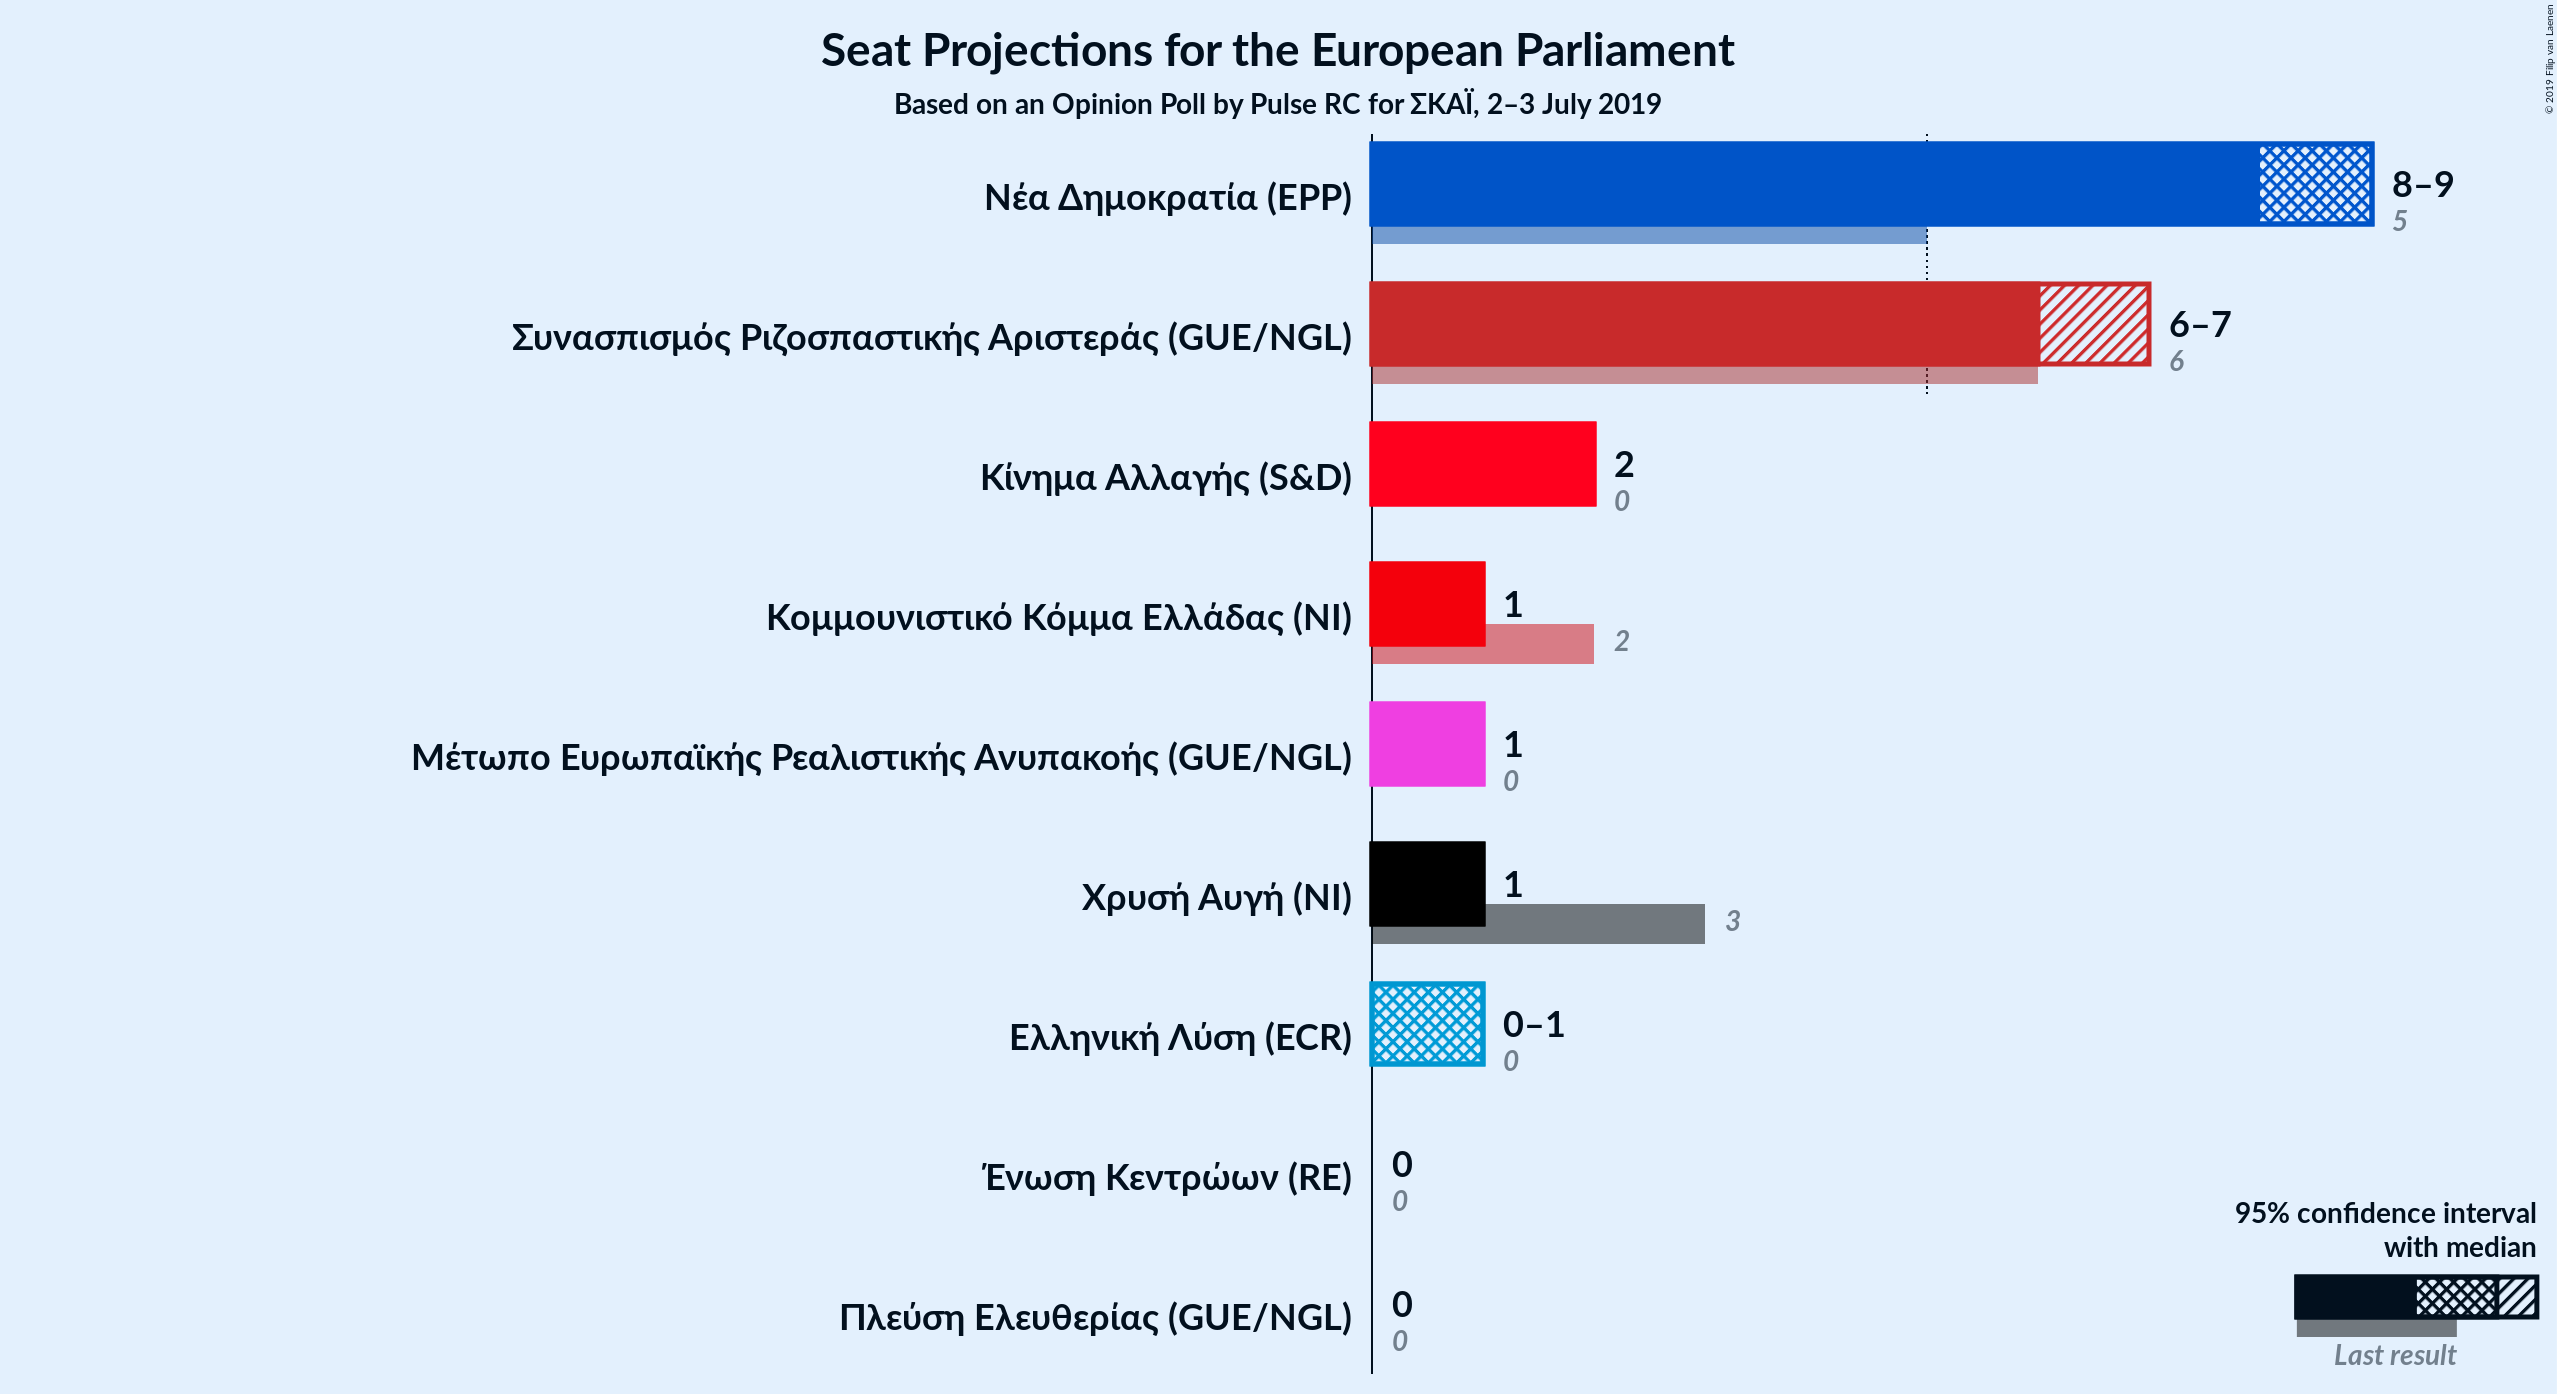 Seat Projections for the European Parliament
Based on an Opinion Poll by Pulse RC for ΣΚΑΪ, 2–3 July 2019
© 2019 Filip van Laenen
Νέα Δημοκρατία (EPP)
8–9
5
Συνασπισμός Ριζοσπαστικής Αριστεράς (GUE/NGL)
6–7
6
Κίνημα Αλλαγής (S&D)
2
0
Κομμουνιστικό Κόμμα Ελλάδας (NI)
1
2
Μέτωπο Ευρωπαϊκής Ρεαλιστικής Ανυπακοής (GUE/NGL)
1
0
Χρυσή Αυγή (NI)
1
3
Ελληνική Λύση (ECR)
0–1
0
Ένωση Κεντρώων (RE)
0
0
Πλεύση Ελευθερίας (GUE/NGL)
0
0
95% confidence interval
with median
Last result